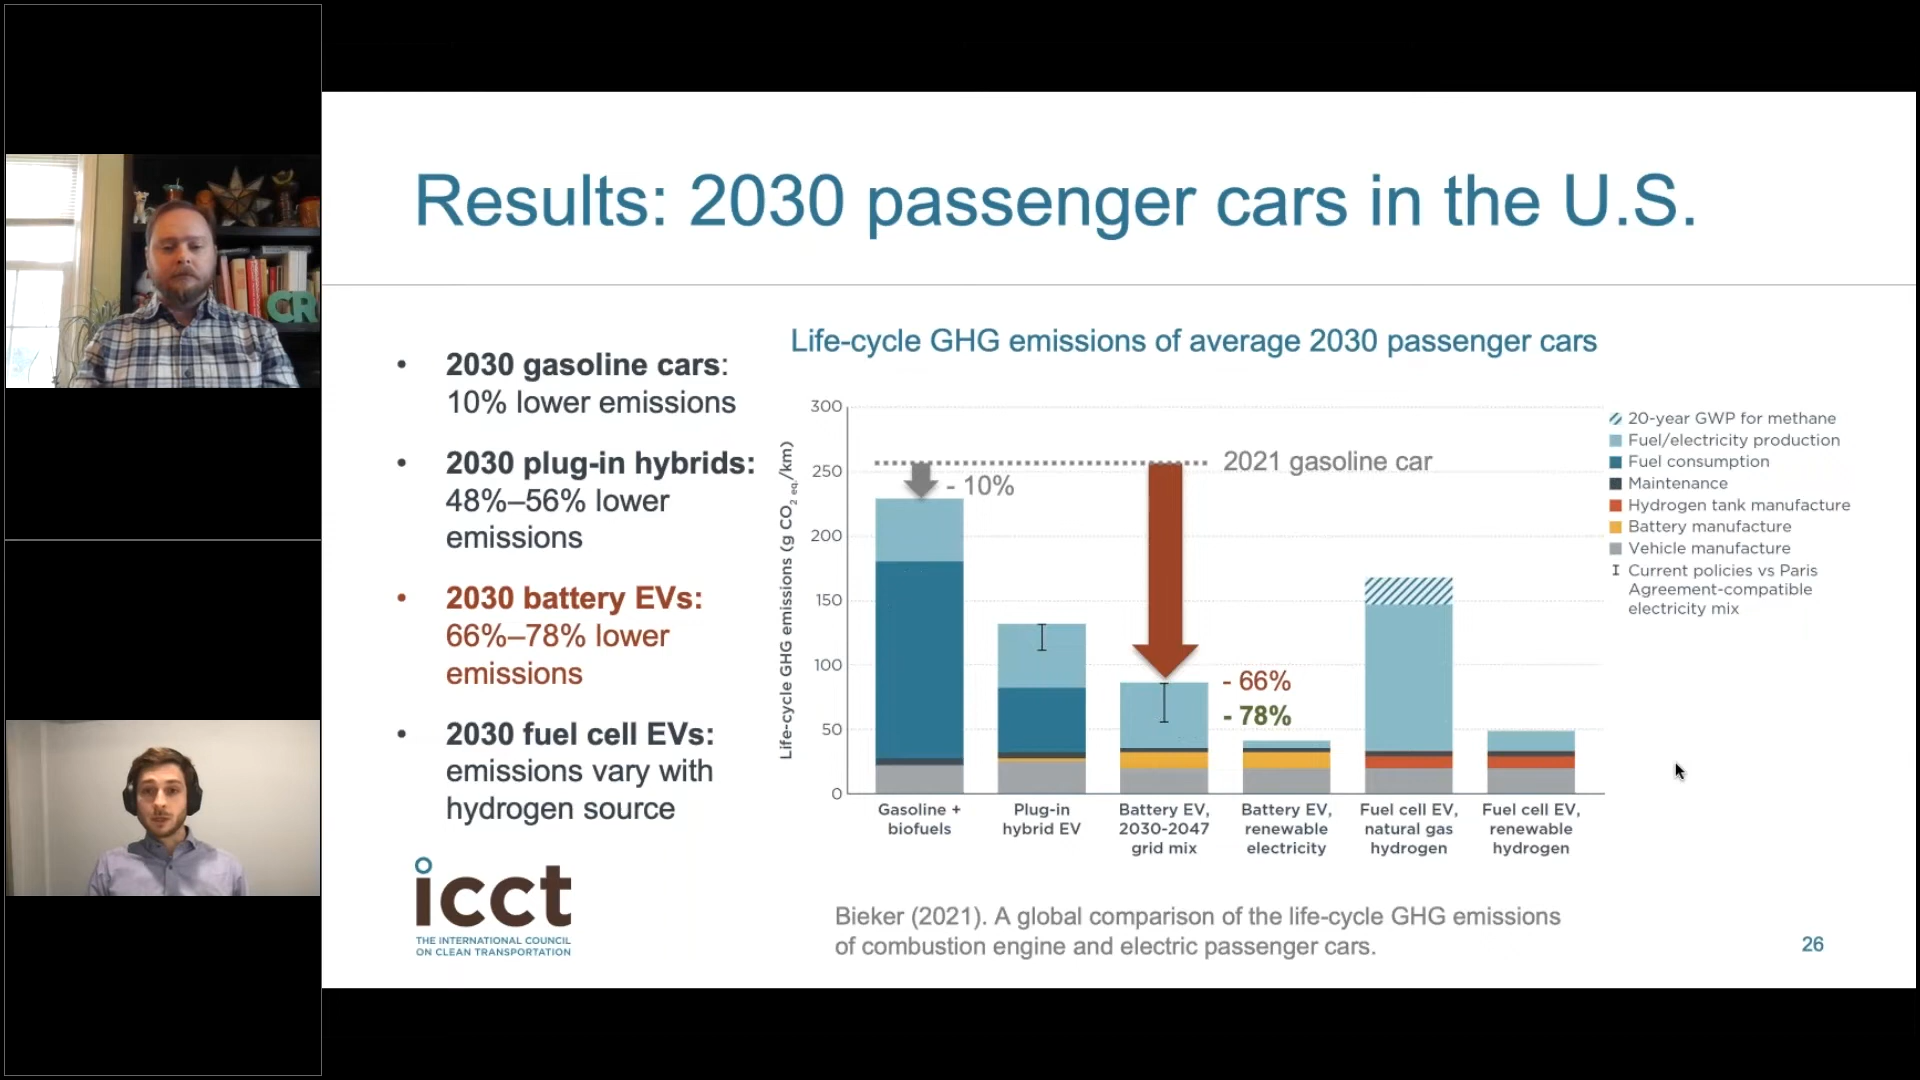 Results: 2030 passenger cars in the U.S.
• 2030 gasoline cars:
10% lower emissions
• 2030 plug-in hybrids:
48%–56% lower
emissions
• 2030 battery EVs:
66%–78% lower
emissions
• 2030 fuel cell EVs:
emissions vary with
hydrogen source
icct
THE INTERNATIONAL COUNCIL
ON CLEAN TRANSPORTATION
Life-cycle GHG emissions of average 2030 passenger cars
Life-cycle GHG emissions (g CO2 eq./km)
300
250
200
150
100
50
0
2021 gasoline car
- 10%
- 66%
- 78%
Gasoline +
biofuels
Plug-in
hybrid EV
Battery EV,
2030-2047
grid mix
Battery EV,
renewable
electricity
Fuel cell EV,
natural gas
hydrogen
Fuel cell EV,
renewable
hydrogen
20-year GWP for methane
Fuel/electricity production
Fuel consumption
Maintenance
Hydrogen tank manufacture
Battery manufacture
Vehicle manufacture
Current policies vs Paris
Agreement-compatible
electricity mix
Bieker (2021). A global comparison of the life-cycle GHG emissions
of combustion engine and electric passenger cars.
26
CR